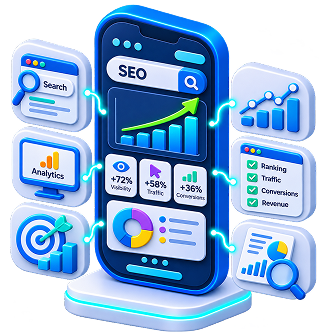 SEO
Search
Analytics
+72%
Visibility
+58%
Traffic
+36%
Conversions
Ranking
Traffic
Conversions
Revenue